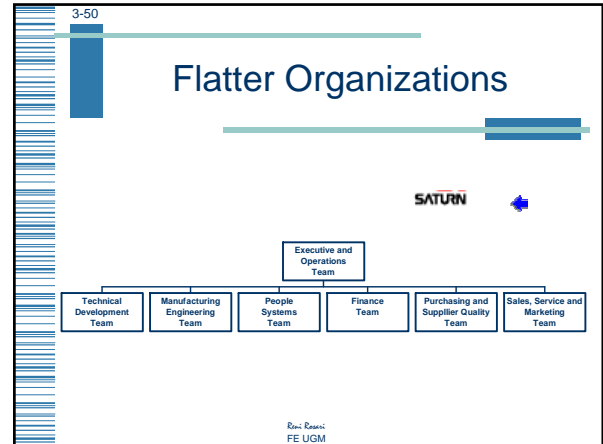 3-50
Flatter Organizations
SATURN
Executive and
Operations
Team
Technical
Development
Team
Manufacturing
Engineering
Team
People
Systems
Team
Finance
Team
Purchasing and
Suppllier Quality
Team
Sales, Service and
Marketing
Team
Reni Rosari
FE UGM